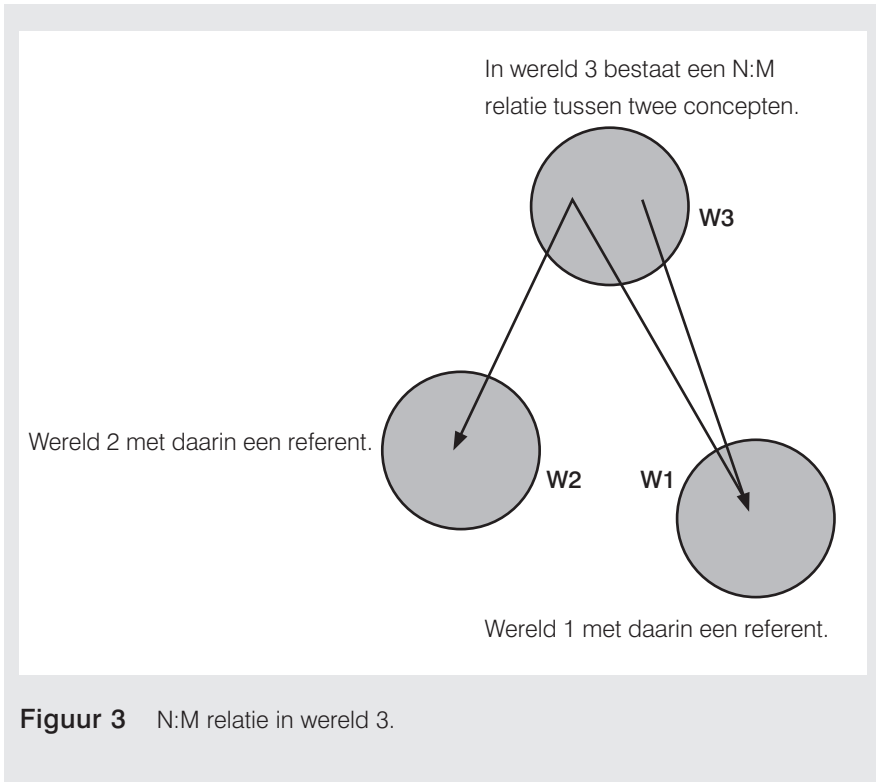 In wereld 3 bestaat een N:M
relatie tussen twee concepten.
W3
Wereld 2 met daarin een referent.
W2
W1
Wereld 1 met daarin een referent.
Figuur 3 N:M relatie in wereld 3.